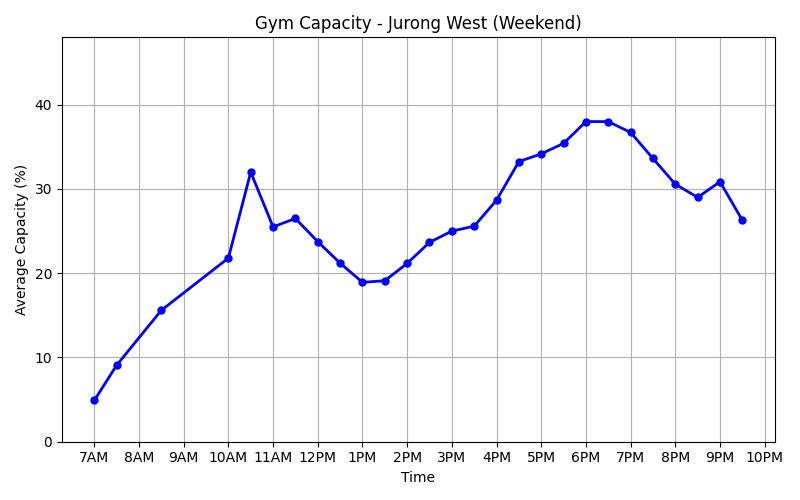 Gym Capacity - Jurong West (Weekend)
Average Capacity (%)
40
30
20
10
0
7AM 8AM 9AM 10AM 11AM 12PM 1PM 2PM 3PM 4PM 5PM 6PM 7PM 8PM 9PM 10PM
Time